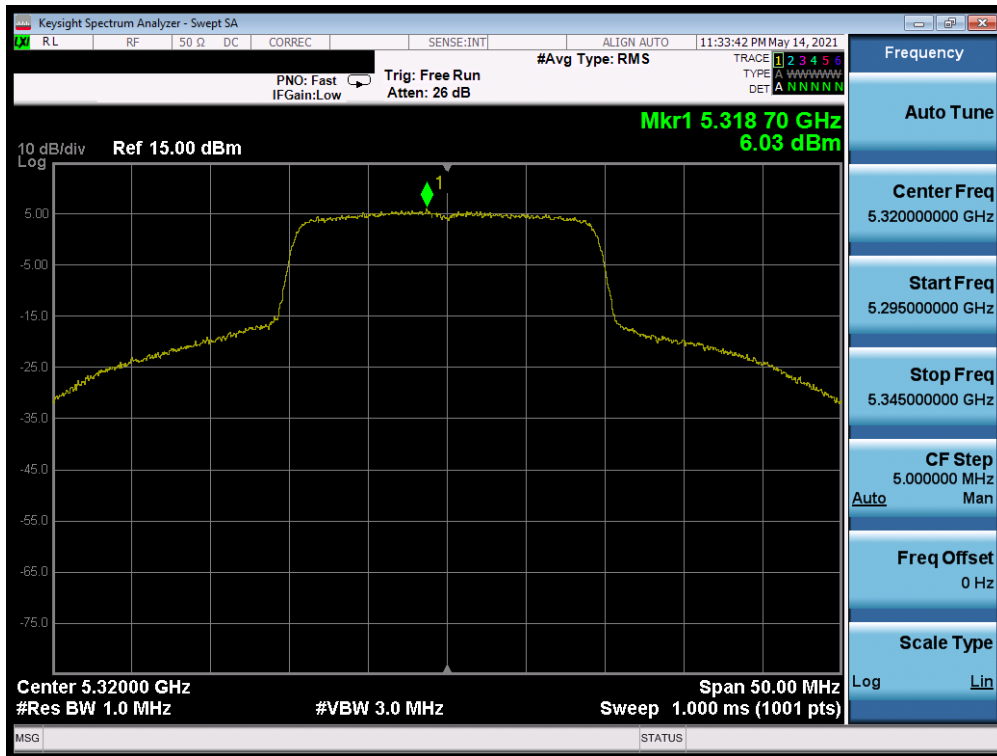 Keysight Spectrum Analyzer - Swept SA
LXI RL RF 50 Ω DC CORREC SENSE:INT ALIGN AUTO 11:33:42 PM May 14, 2021
#Avg Type: RMS
TRACE 1 2 3 4 5 6
PNO: Fast Trig: Free Run
TYPE A WWWWW
IFGain:Low Atten: 26 dB
DET A N N N N N
Mkr1 5.318 70 GHz
6.03 dBm
10 dB/div Ref 15.00 dBm
Log
1
5.00
-5.00
-15.0
-25.0
-35.0
-45.0
-55.0
-65.0
-75.0
Center 5.32000 GHz Span 50.00 MHz
#Res BW 1.0 MHz #VBW 3.0 MHz Sweep 1.000 ms (1001 pts)
MSG STATUS
Frequency
Auto Tune
Center Freq
5.320000000 GHz
Start Freq
5.295000000 GHz
Stop Freq
5.345000000 GHz
CF Step
5.000000 MHz
Auto Man
Freq Offset
0 Hz
Scale Type
Log Lin